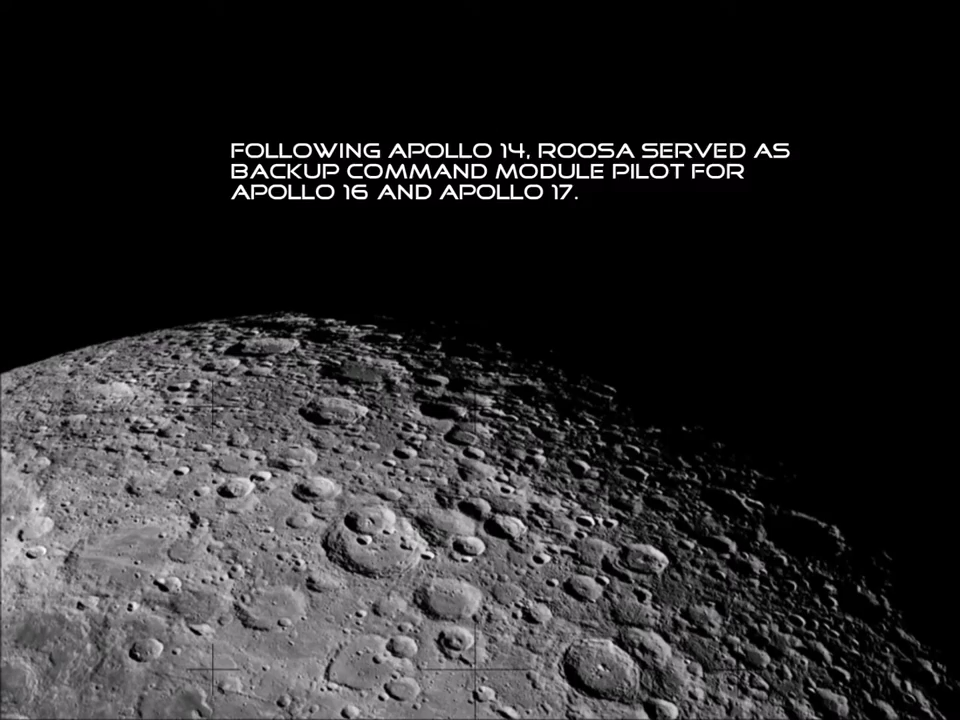 FOLLOWING APOLLO 14, ROOSA SERVED AS
BACKUP COMMAND MODULE PILOT FOR
APOLLO 16 AND APOLLO 17.